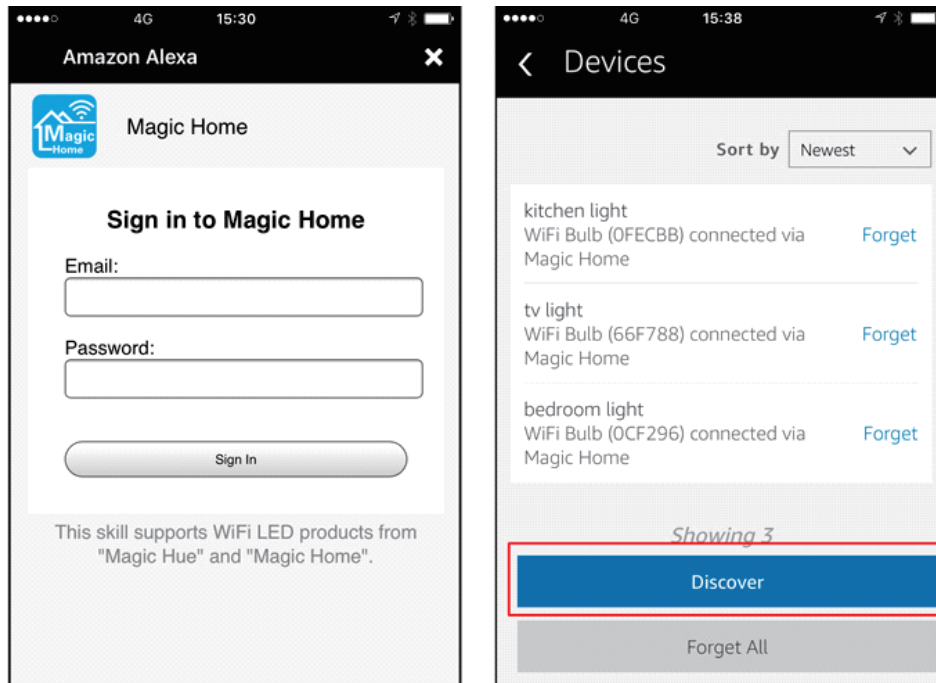 4G 15:30
Amazon Alexa
Magic
Home
Magic Home
Sign in to Magic Home
Email:
Password:
Sign In
This skill supports WiFi LED products from
"Magic Hue" and "Magic Home".
4G 15:38
Devices
Sort by Newest
kitchen light
WiFi Bulb (0FECBB) connected via
Magic Home
Forget
tv light
WiFi Bulb (66F788) connected via
Magic Home
Forget
bedroom light
WiFi Bulb (0CF296) connected via
Magic Home
Forget
Showing 3
Discover
Forget All